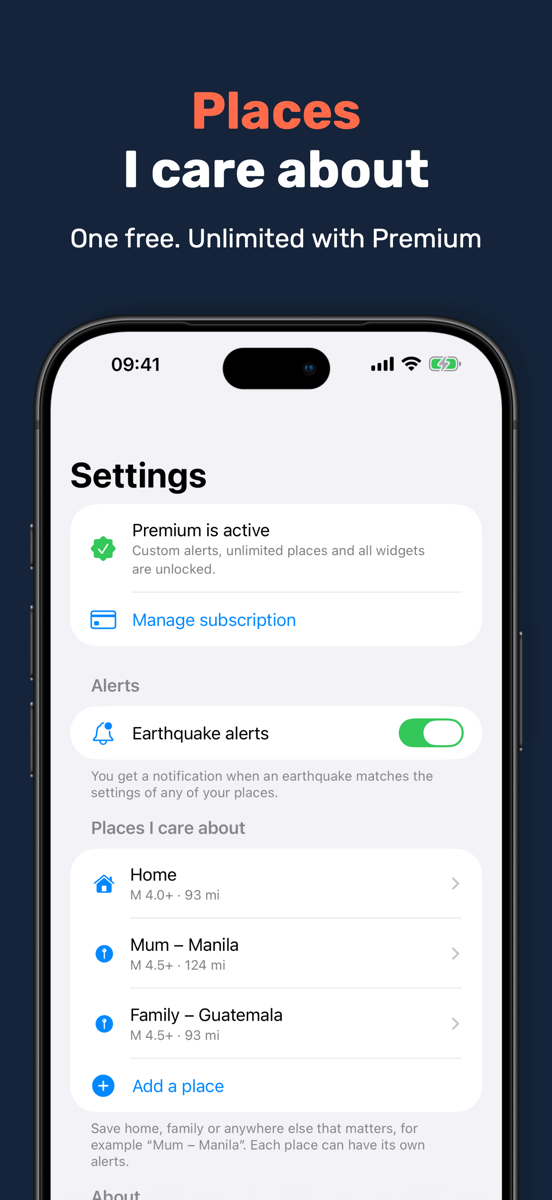 Places
I care about
One free. Unlimited with Premium
09:41
Settings
Premium is active
Custom alerts, unlimited places and all widgets
are unlocked.
Manage subscription
Alerts
Earthquake alerts
You get a notification when an earthquake matches the
settings of any of your places.
Places I care about
Home
M 4.0+ · 93 mi
Mum – Manila
M 4.5+ · 124 mi
Family – Guatemala
M 4.5+ · 93 mi
Add a place
Save home, family or anywhere else that matters, for
example “Mum – Manila”. Each place can have its own
alerts.
About